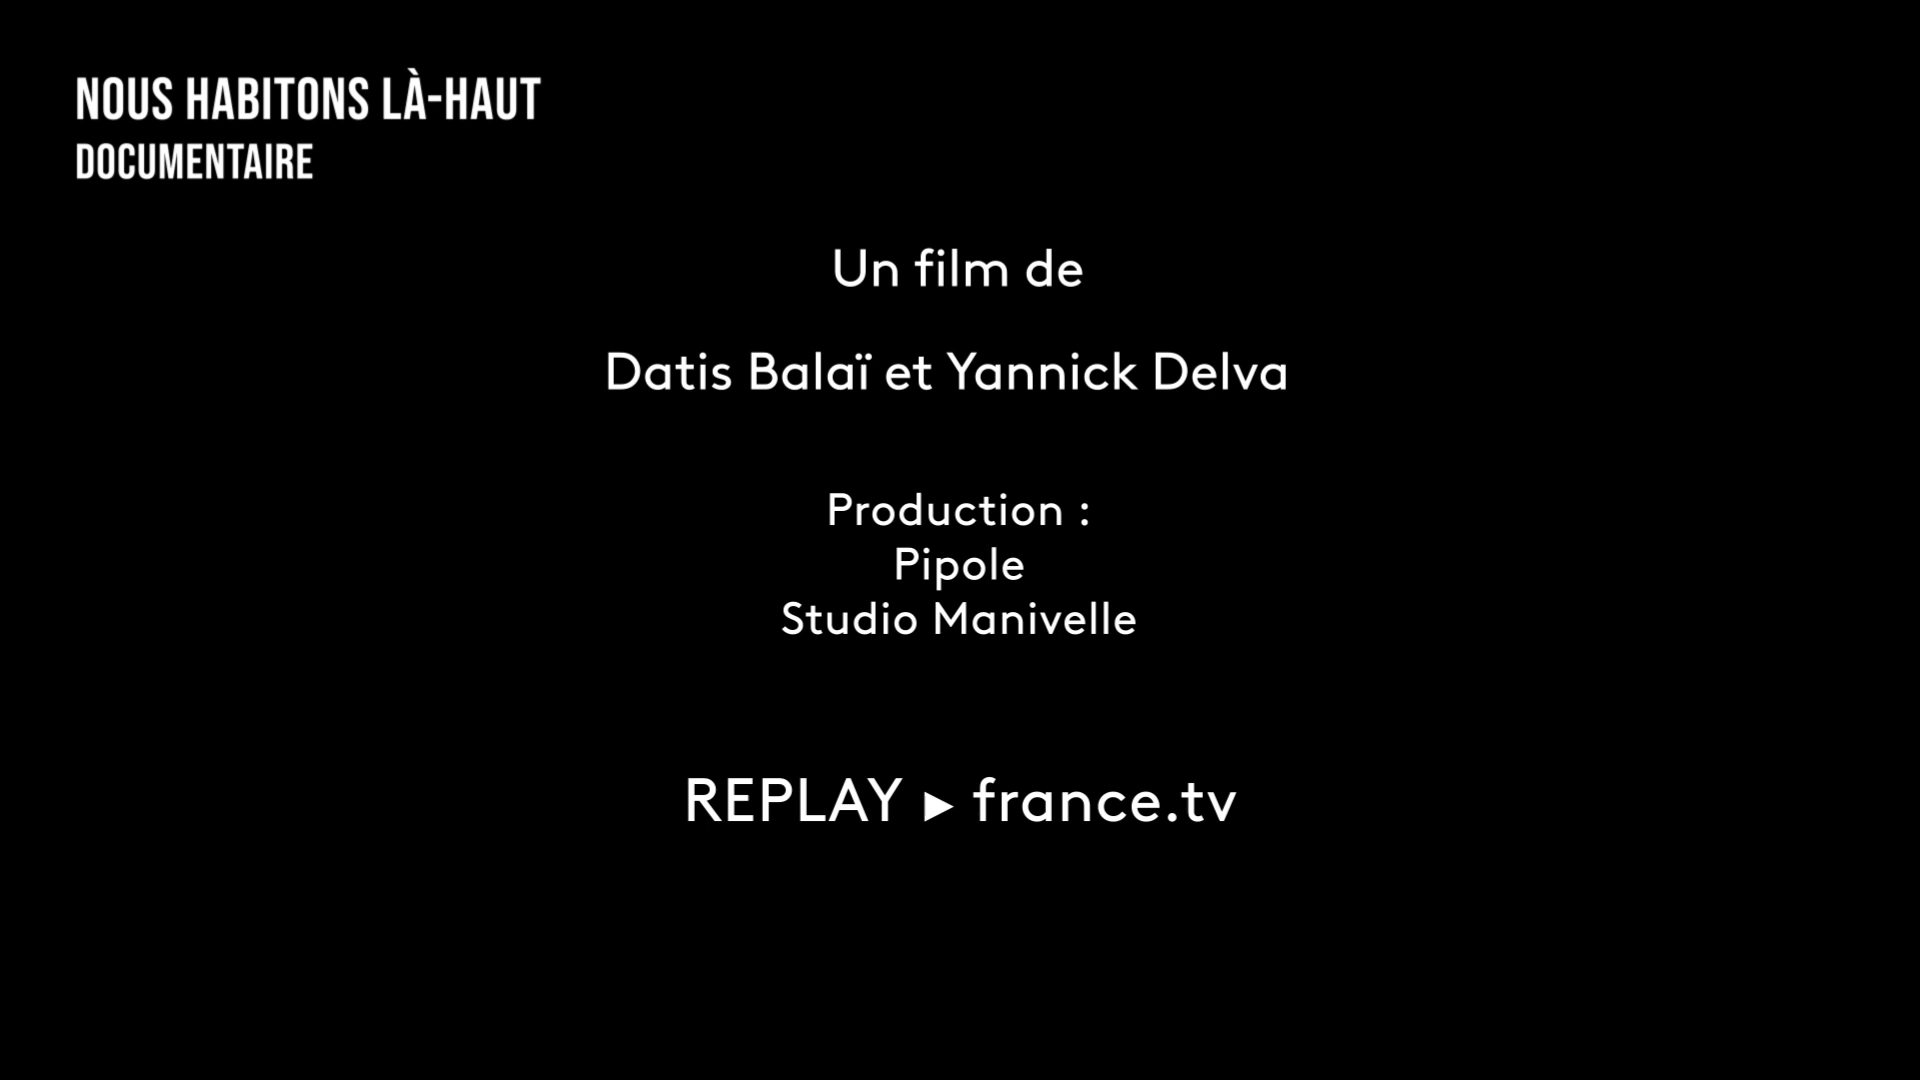 NOUS HABITONS LÀ-HAUT
DOCUMENTAIRE
Un film de
Datis Balaï et Yannick Delva
Production :
Pipole
Studio Manivelle
REPLAY ▶ france.tv